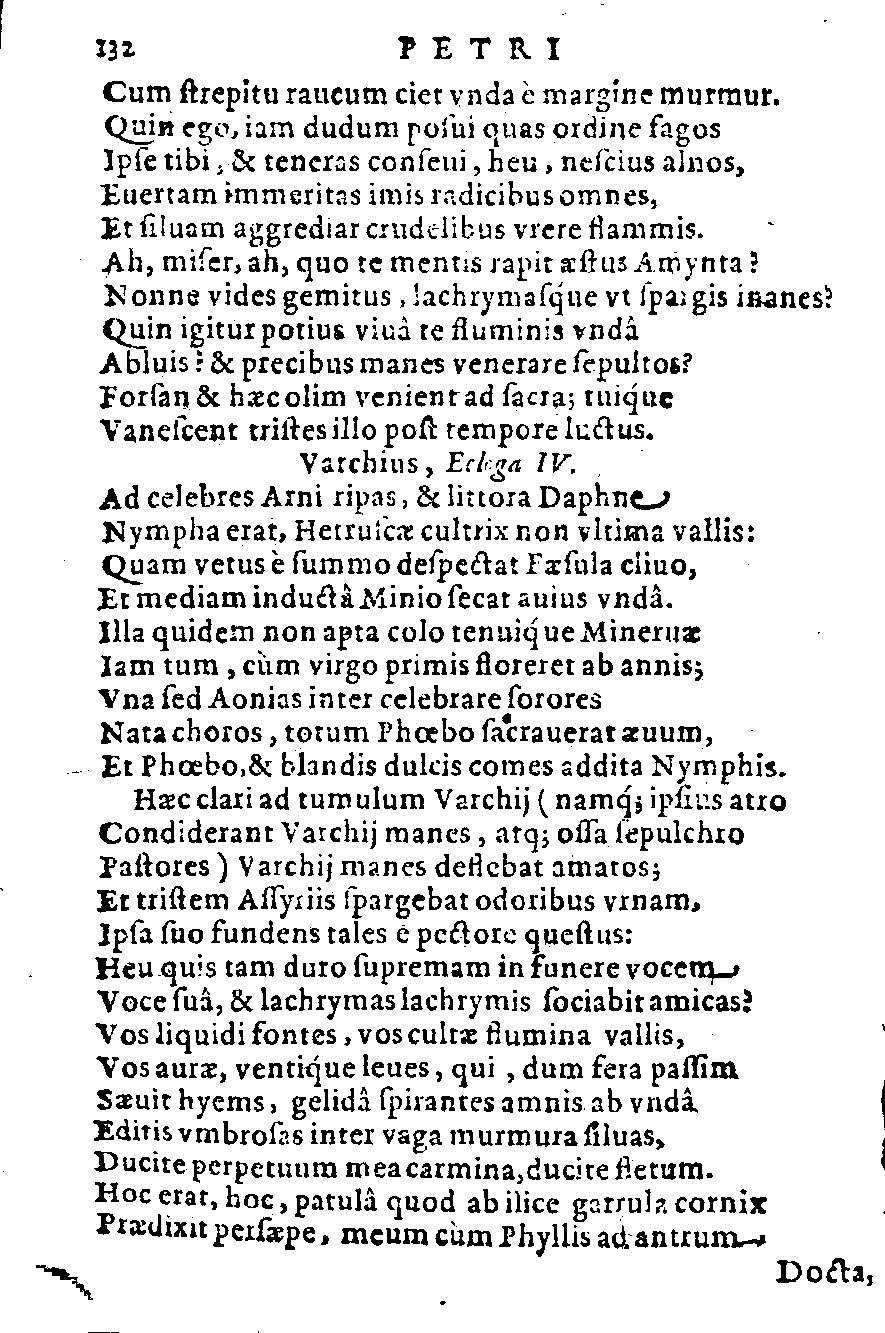 132 PETRI
Cum ſtrepitu raucum ciet vnda è margine murmur.
Quin ego, iam dudum poſui quas ordine fagos
Ipſe tibi, & teneras conſeui, heu, neſcius alnos,
Euertam immeritas imis radicibus omnes,
Et ſiluam aggrediar crudelibus vrere flammis.
Ah, miſer, ah, quo te mentis rapit æſtus Amynta?
Nonne vides gemitus, lachrymaſq́ue vt ſpargis inanes?
Quin igitur potius viuâ te fluminis vndâ
Abluis? & precibus manes venerare ſepultos?
Forſan & hæc olim venient ad ſacra; tuiq́ue
Vaneſcent triſtes illo poſt tempore luctus.
Varchius, Ecloga IV.
Ad celebres Arni ripas, & littora Daphne
Nympha erat, Hetruſcæ cultrix non vltima vallis:
Quam vetus è ſummo deſpectat Fæſula cliuo,
Et mediam inductâ Minio ſecat auius vndâ.
Illa quidem non apta colo tenuiq́ue Mineruæ
Iam tum, cùm virgo primis floreret ab annis;
Vna ſed Aonias inter celebrare ſorores
Nata choros, totum Phœbo ſacrauerat æuum,
Et Phœbo, & blandis dulcis comes addita Nymphis.
Hæc clari ad tumulum Varchij (namq́; ipſius atro
Condiderant Varchij manes, atq; oſſa ſepulchro
Paſtores) Varchij manes deflebat amatos;
Et triſtem Aſſyriis ſpargebat odoribus vrnam,
Ipſa ſuo fundens tales è pectore queſtus:
Heu quis tam duro ſupremam in funere vocem
Voce ſuâ, & lachrymas lachrymis ſociabit amicas?
Vos liquidi fontes, vos cultæ flumina vallis,
Vos auræ, ventiq́ue leues, qui, dum fera paſſim
Sæuit hyems, gelidâ ſpirantes amnis ab vndâ
Editis vmbroſas inter vaga murmura ſiluas,
Ducite perpetuum mea carmina, ducite fletum.
Hoc erat, hoc, patulâ quod ab ilice garrula cornix
Prædixit perſæpe, meum cùm Phyllis ad antrum
Docta,